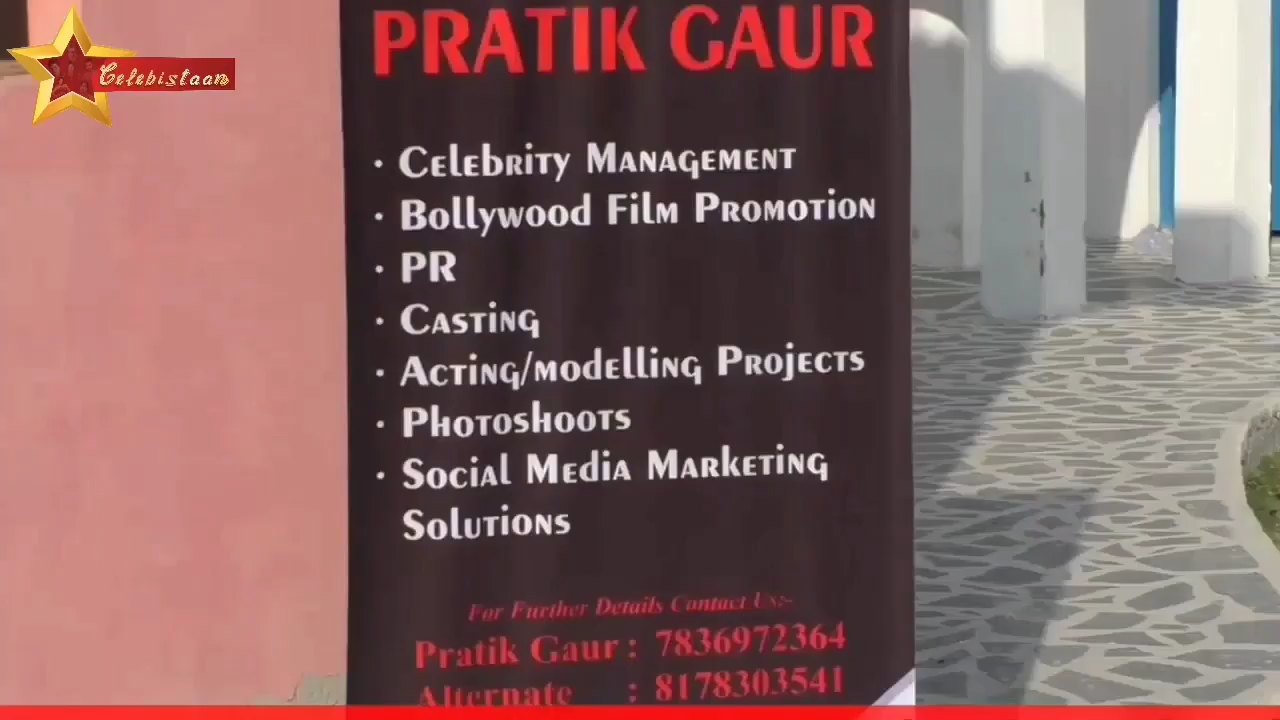 Celebistaan
PRATIK GAUR
• Celebrity Management
• Bollywood Film Promotion
• PR
• Casting
• Acting/modelling Projects
• Photoshoots
• Social Media Marketing
Solutions
For Further Details Contact Us:-
Pratik Gaur : 7836972364
Alternate : 8178303541